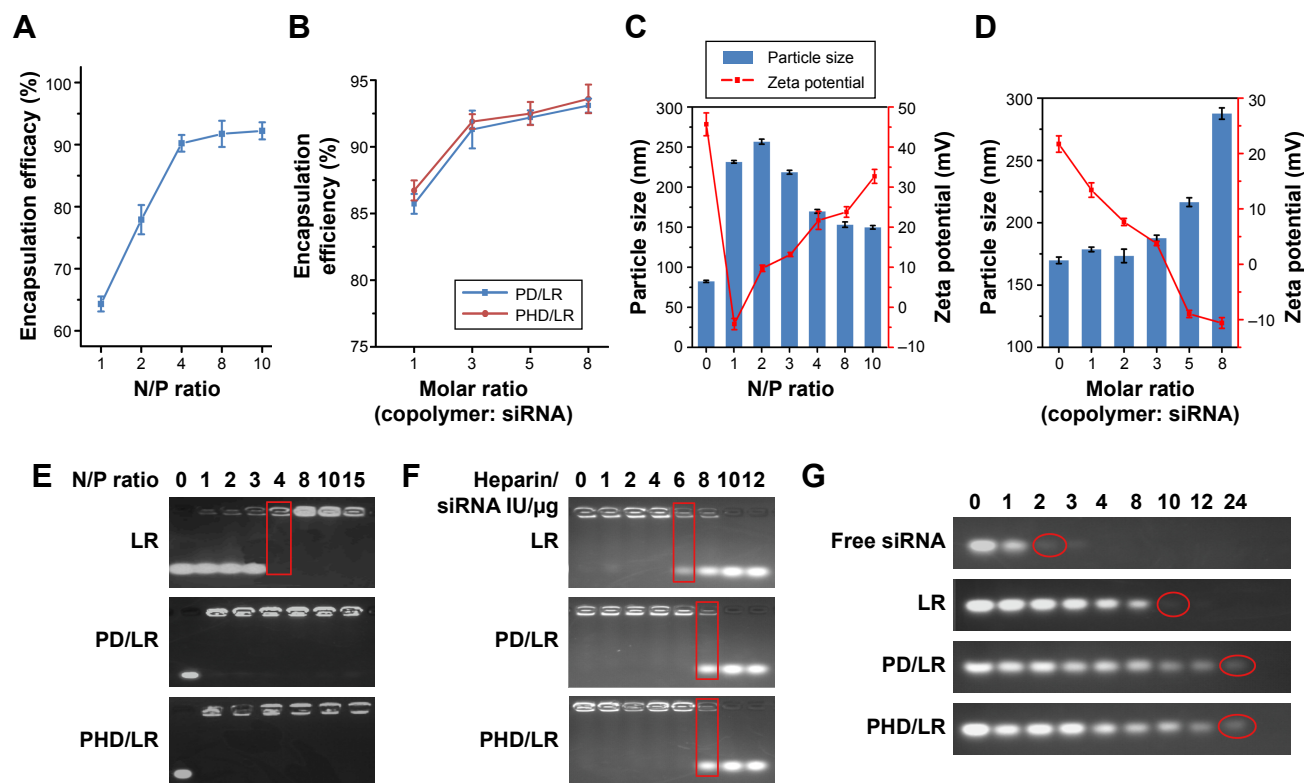 A
Encapsulation efficacy (%)
100
90
80
70
60
1 2 4 8 10
N/P ratio
B
Encapsulation
efficiency (%)
95
90
85
80
75
PD/LR
PHD/LR
1 3 5 8
Molar ratio
(copolymer: siRNA)
C
Particle size
Zeta potential
Particle size (nm)
300
250
200
150
100
75
50
25
0
50
40
30
20
10
0
–10
Zeta potential (mV)
0 1 2 3 4 8 10
N/P ratio
D
Particle size (nm)
300
250
200
150
100
30
20
10
0
–10
Zeta potential (mV)
0 1 2 3 5 8
Molar ratio
(copolymer: siRNA)
E
N/P ratio 0 1 2 3 4 8 10 15
LR
PD/LR
PHD/LR
F
Heparin/ 0 1 2 4 6 8 10 12
siRNA IU/µg
LR
PD/LR
PHD/LR
G
0 1 2 3 4 8 10 12 24
Free siRNA
LR
PD/LR
PHD/LR